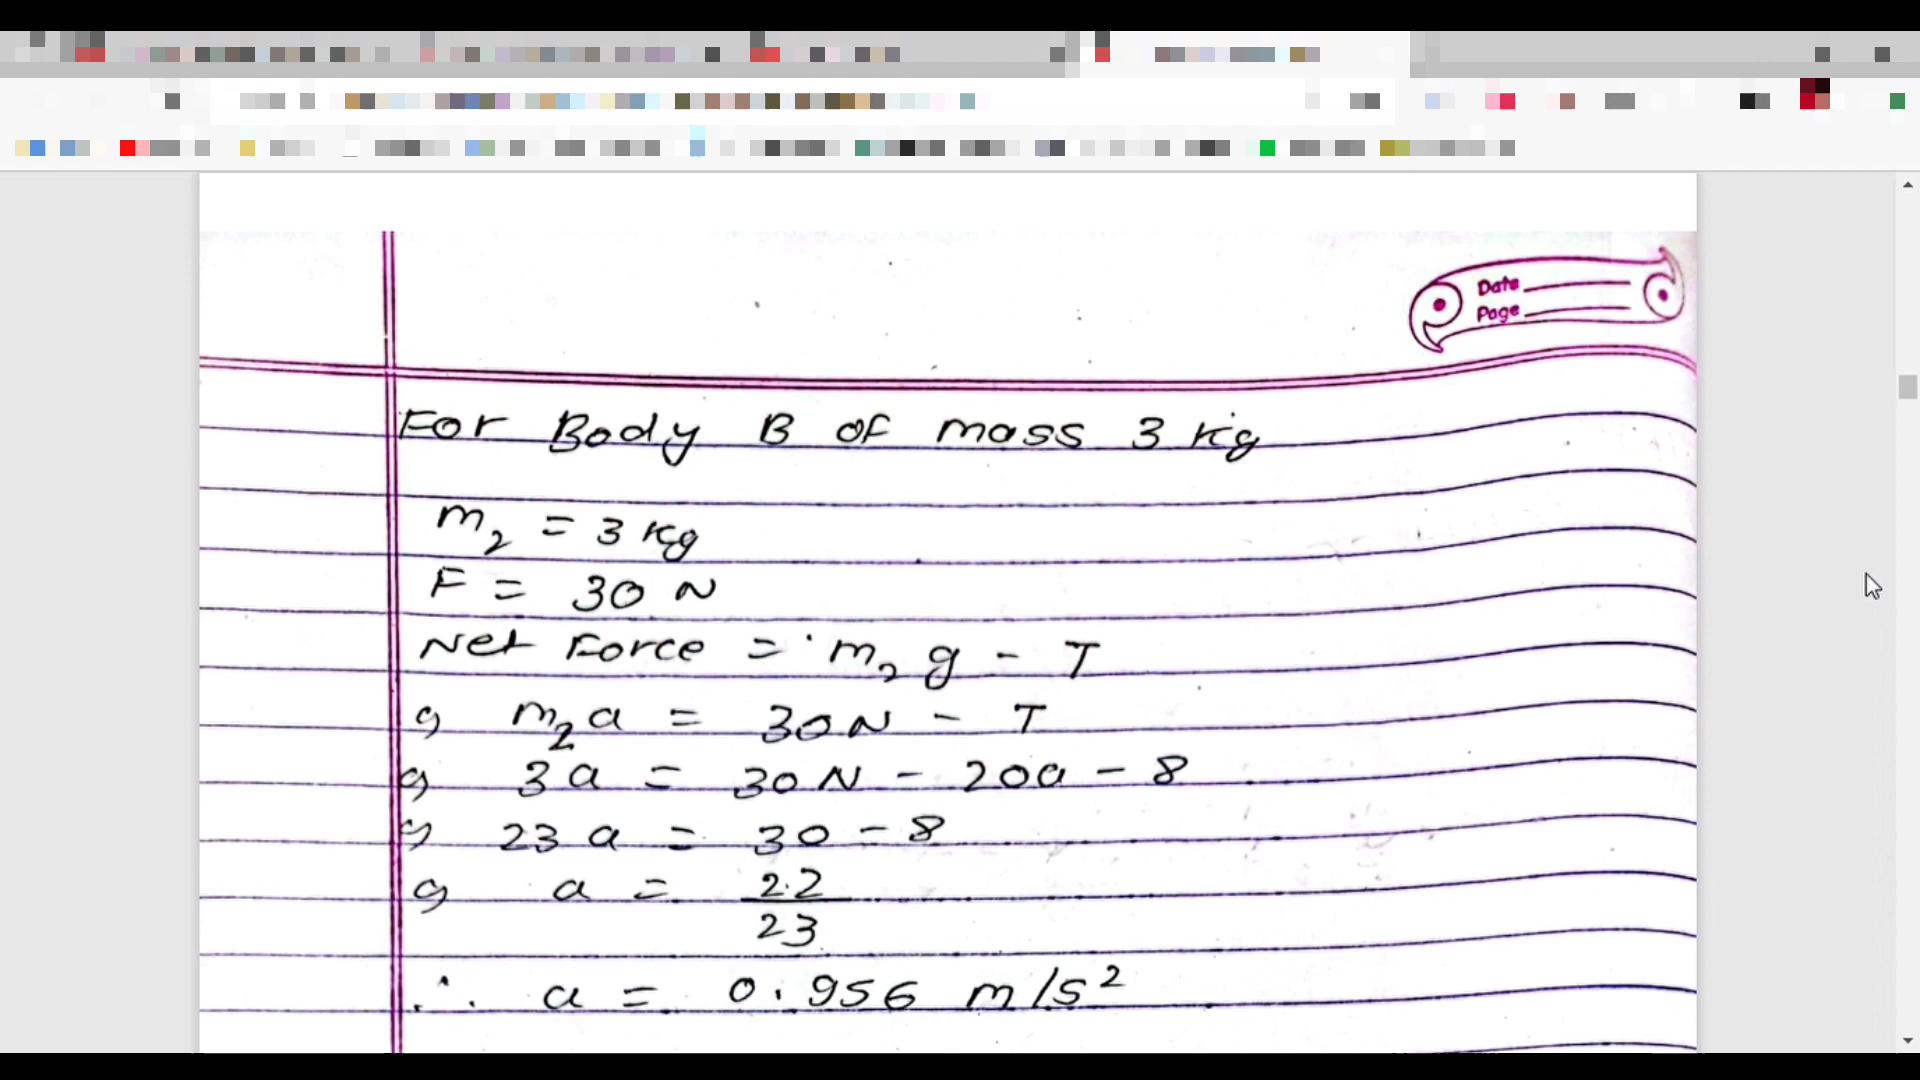 Date
Page
For Body B of mass 3 Kg
m₂ = 3 Kg
F = 30 N
Net Force = m₂ g - T
m₂a = 30N - T
3a = 30N - 20a - 8
23a = 30 - 8
a = 22/23
∴ a = 0.956 m/s²